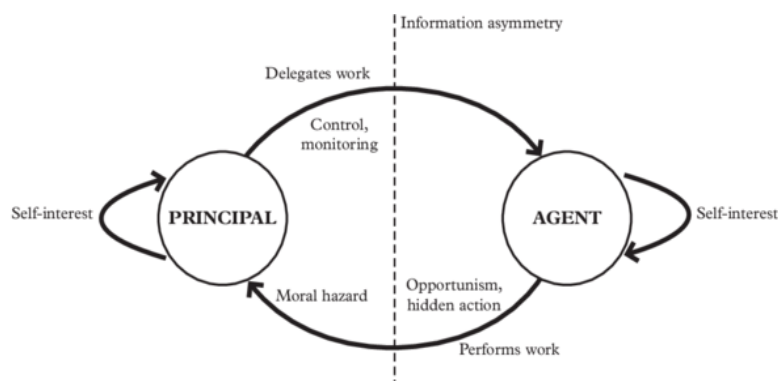 Information asymmetry
Delegates work
Control,
monitoring
Self-interest
PRINCIPAL
AGENT
Self-interest
Moral hazard
Opportunism,
hidden action
Performs work